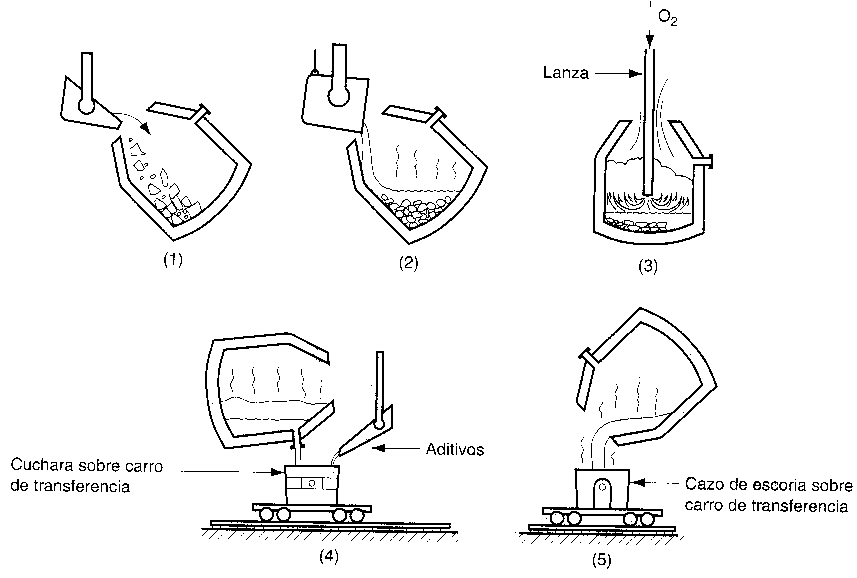 O₂
Lanza
(1)
(2)
(3)
Aditivos
Cuchara sobre carro
de transferencia
Cazo de escoria sobre
carro de transferencia
(4)
(5)